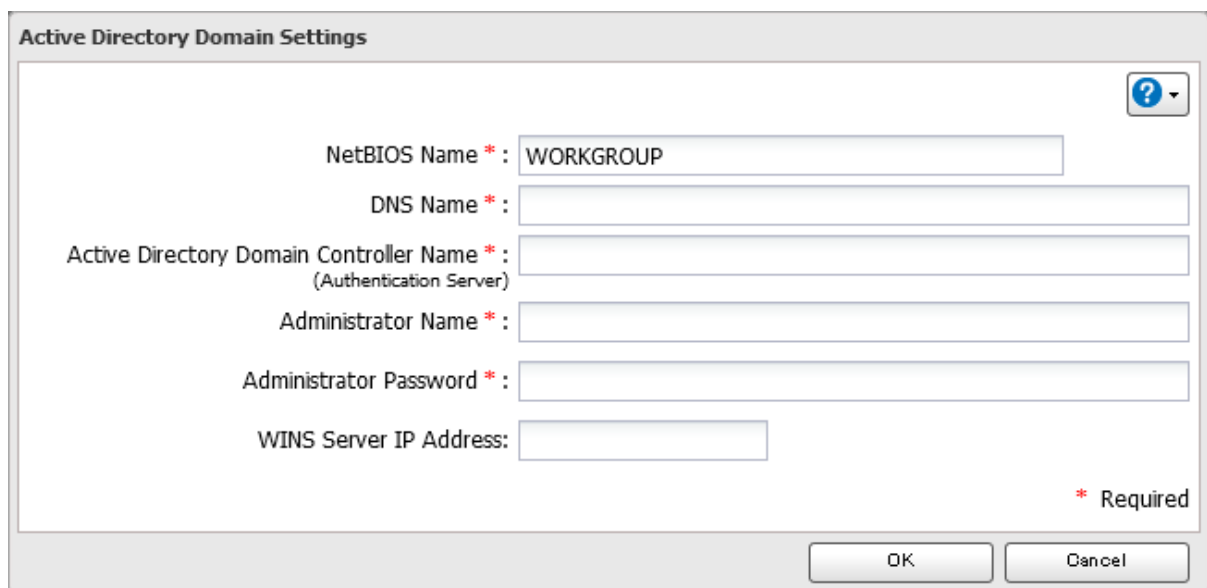 Active Directory Domain Settings
?
NetBIOS Name * : WORKGROUP
DNS Name * :
Active Directory Domain Controller Name * :
(Authentication Server)
Administrator Name * :
Administrator Password * :
WINS Server IP Address:
* Required
OK Cancel